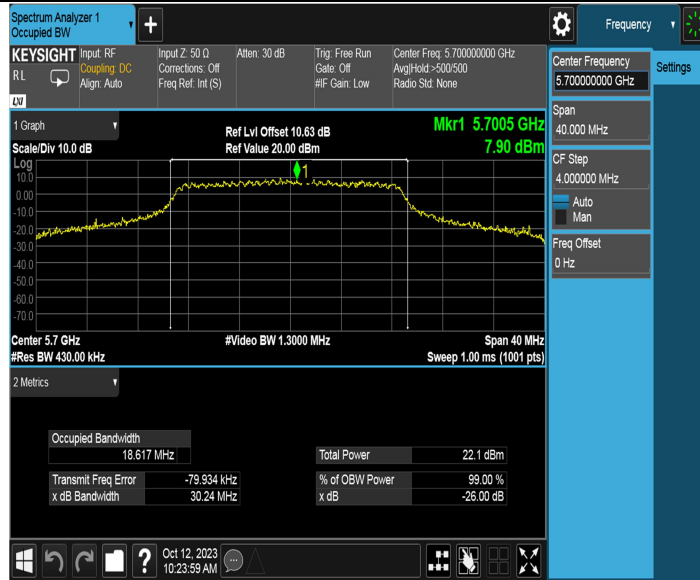 Spectrum Analyzer 1
Occupied BW
+
Frequency
KEYSIGHT
RL
LXI
Input: RF
Coupling: DC
Align: Auto
Input Z: 50 Ω
Corrections: Off
Freq Ref: Int (S)
Atten: 30 dB
Trig: Free Run
Gate: Off
#IF Gain: Low
Center Freq: 5.700000000 GHz
Avg|Hold:>500/500
Radio Std: None
Center Frequency
5.700000000 GHz
Settings
Span
40.000 MHz
CF Step
4.000000 MHz
Auto
Man
Freq Offset
0 Hz
1 Graph
Scale/Div 10.0 dB
Ref Lvl Offset 10.63 dB
Ref Value 20.00 dBm
Mkr1 5.7005 GHz
7.90 dBm
Log
10.0
0.00
-10.0
-20.0
-30.0
-40.0
-50.0
-60.0
-70.0
1
Center 5.7 GHz
#Res BW 430.00 kHz
#Video BW 1.3000 MHz
Span 40 MHz
Sweep 1.00 ms (1001 pts)
2 Metrics
Occupied Bandwidth
18.617 MHz
Total Power 22.1 dBm
Transmit Freq Error -79.934 kHz
% of OBW Power 99.00 %
x dB Bandwidth 30.24 MHz
x dB -26.00 dB
?
Oct 12, 2023
10:23:59 AM